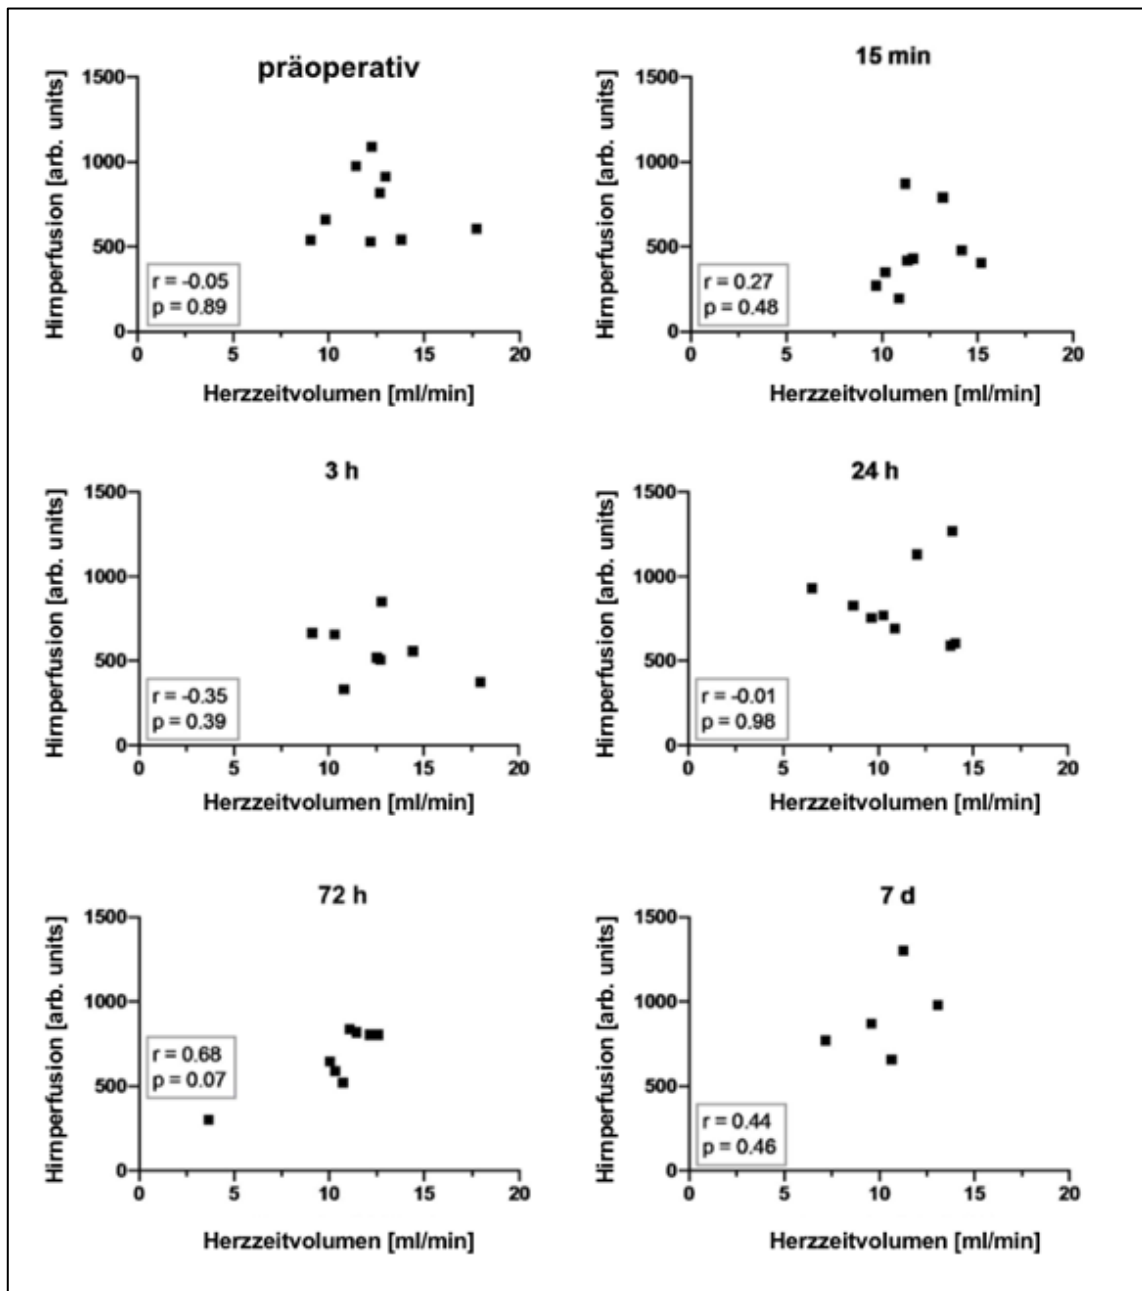 präoperativ
Hirnperfusion [arb. units]
1500
1000
500
0
r = -0.05
p = 0.89
0 5 10 15 20
Herzzeitvolumen [ml/min]
15 min
Hirnperfusion [arb. units]
1500
1000
500
0
r = 0.27
p = 0.48
0 5 10 15 20
Herzzeitvolumen [ml/min]
3 h
Hirnperfusion [arb. units]
1500
1000
500
0
r = -0.35
p = 0.39
0 5 10 15 20
Herzzeitvolumen [ml/min]
24 h
Hirnperfusion [arb. units]
1500
1000
500
0
r = -0.01
p = 0.98
0 5 10 15 20
Herzzeitvolumen [ml/min]
72 h
Hirnperfusion [arb. units]
1500
1000
500
0
r = 0.68
p = 0.07
0 5 10 15 20
Herzzeitvolumen [ml/min]
7 d
Hirnperfusion [arb. units]
1500
1000
500
0
r = 0.44
p = 0.46
0 5 10 15 20
Herzzeitvolumen [ml/min]